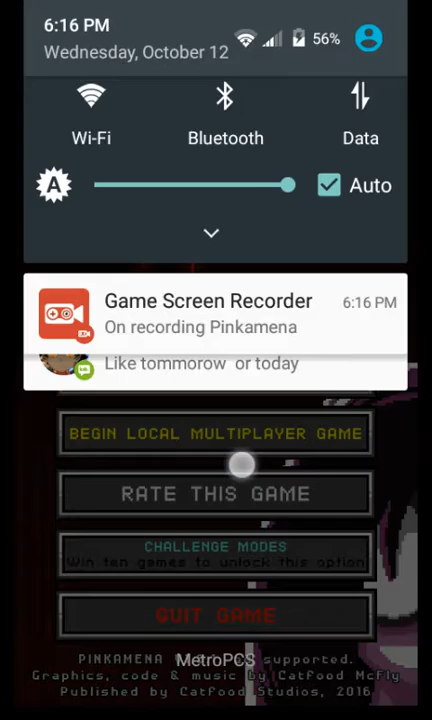 6:16 PM
Wednesday, October 12
56%
Wi-Fi
Bluetooth
Data
A
Auto
Game Screen Recorder
6:16 PM
On recording Pinkamena
Like tommorow or today
BEGIN LOCAL MULTIPLAYER GAME
RATE THIS GAME
CHALLENGE MODES
Win ten games to unlock this option
QUIT GAME
PINKAMENA
supported.
MetroPCS
Graphics, code & music by CatFood McFly
Published by CatFood Studios, 2016